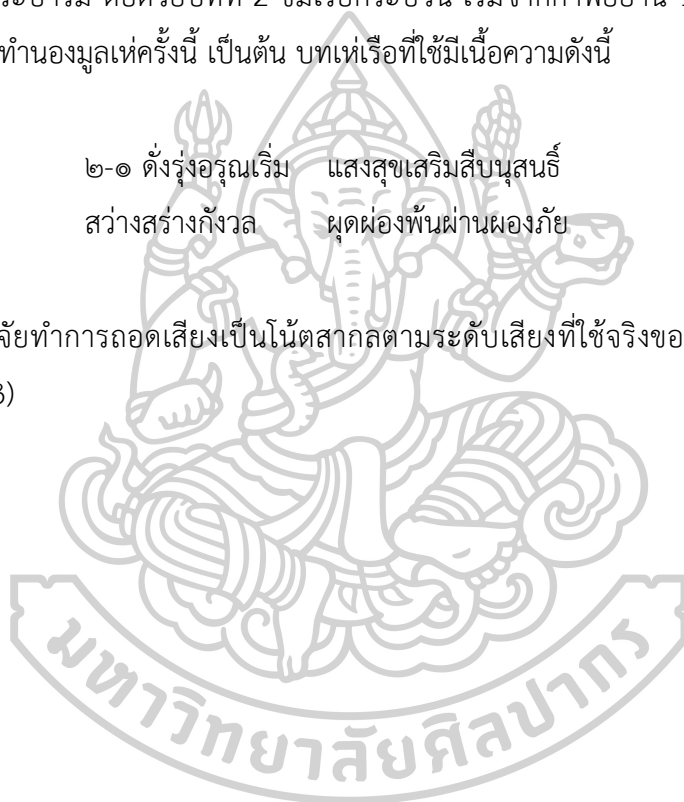 ทำนองมูลเห่ครั้งนี้ เป็นต้น บทเห่เรือที่ใช้มีเนื้อความดังนี้
๒-๑ ดั่งรุ่งอรุณเริ่ม แสงสุขเสริมสืบนุสนธิ์
สว่างสร่างกังวล ผุดผ่องพ้นผ่านผองภัย
จัยทำการถอดเสียงเป็นโน้ตสากลตามระดับเสียงที่ใช้จริงขอ
3)
มหาวิทยาลัยศิลปากร